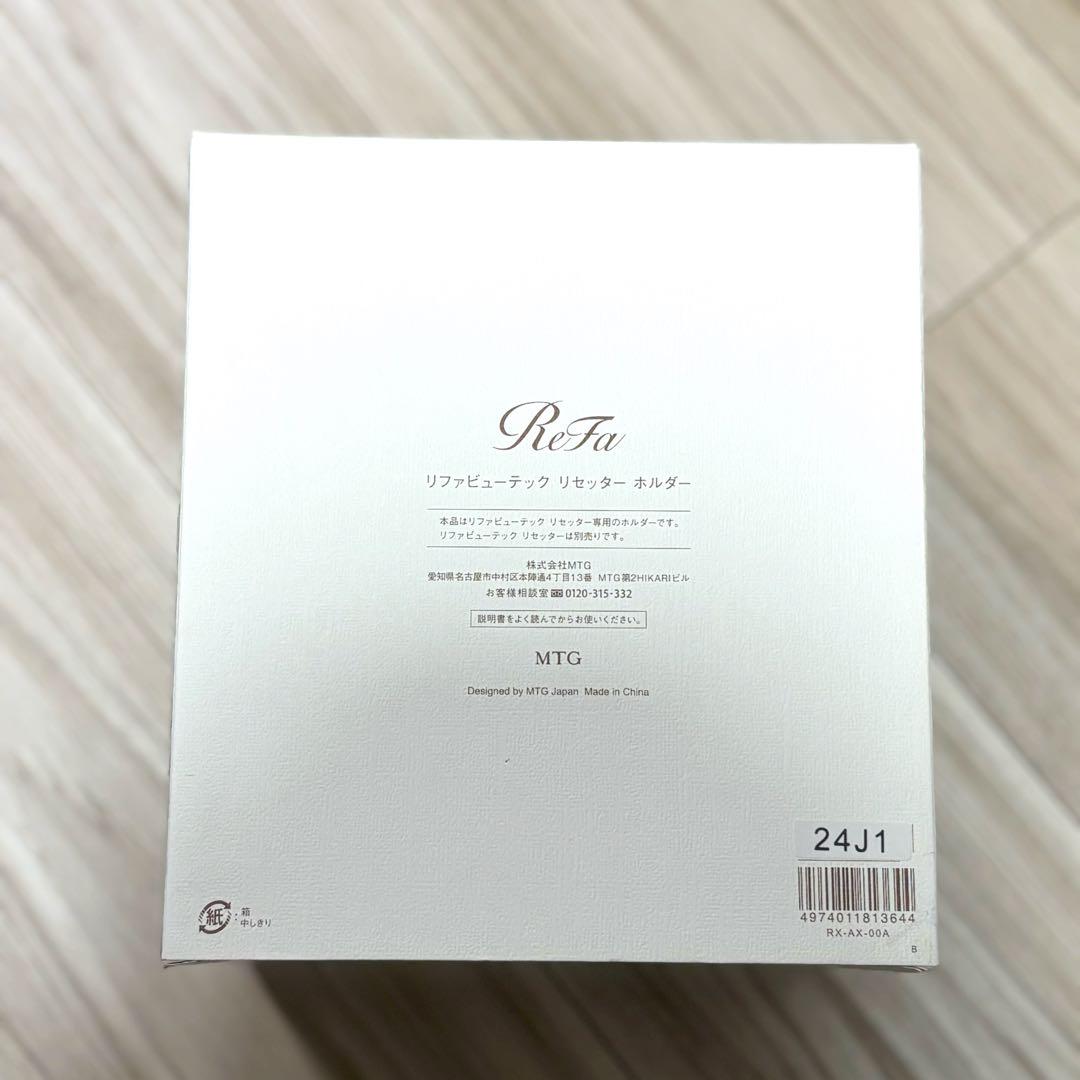 ReFa
リファビューテック リセッター ホルダー
本品はリファビューテック リセッター専用のホルダーです。
リファビューテック リセッターは別売りです。
株式会社MTG
愛知県名古屋市中村区本陣通4丁目13番 MTG第2HIKARIビル
お客様相談室 0120-315-332
説明書をよく読んでからお使いください。
MTG
Designed by MTG Japan Made in China
24J1
4974011813644
RX-AX-00A
B
紙 : 箱
中しきり